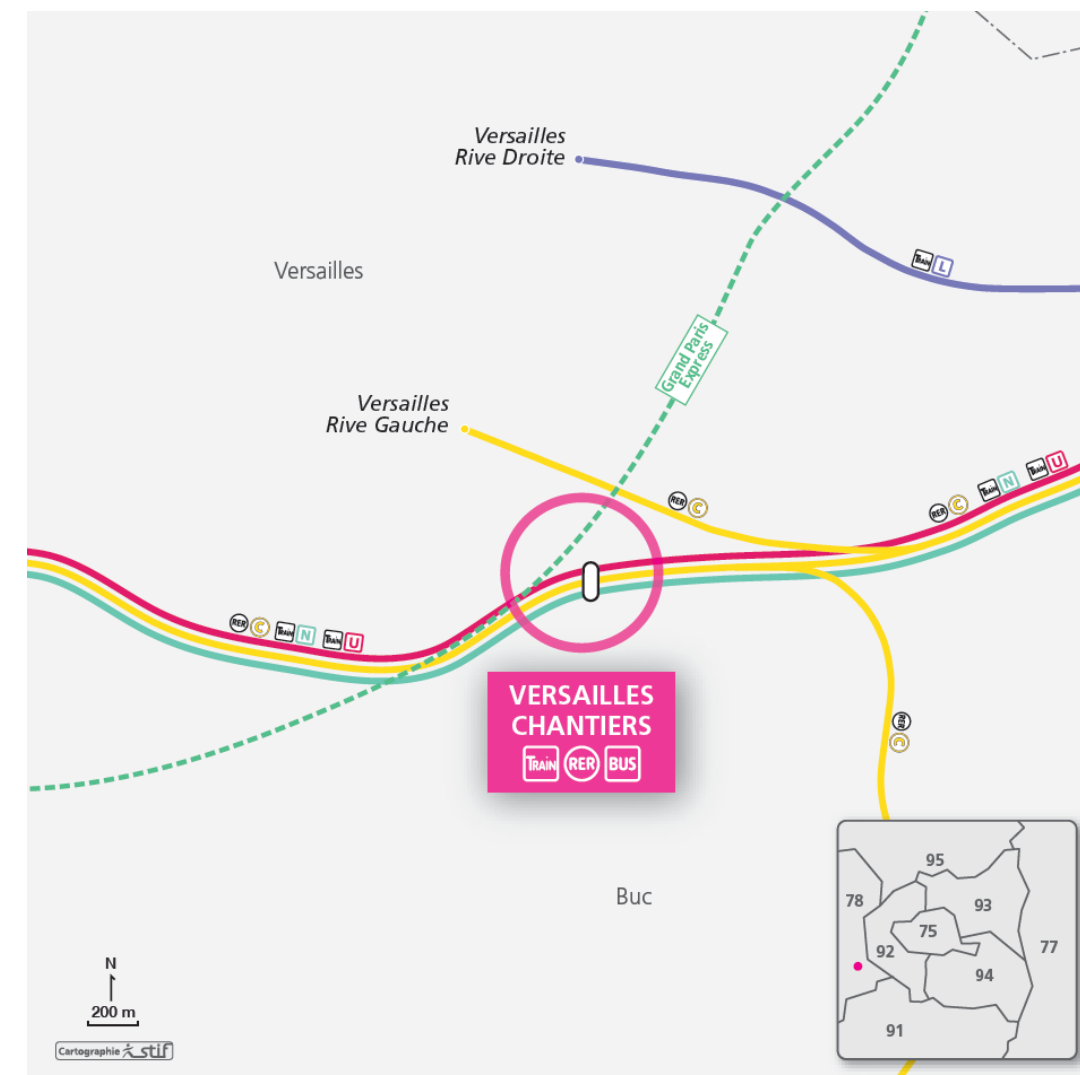 Versailles
Rive Droite
TRAIN L
Versailles
Grand Paris
Express
Versailles
Rive Gauche
RER C
RER C TRAIN N TRAIN U
RER C TRAIN N TRAIN U
VERSAILLES
CHANTIERS
TRAIN RER BUS
RER C
Buc
95
78
93
75
92
77
94
91
N
200 m
Cartographie stif